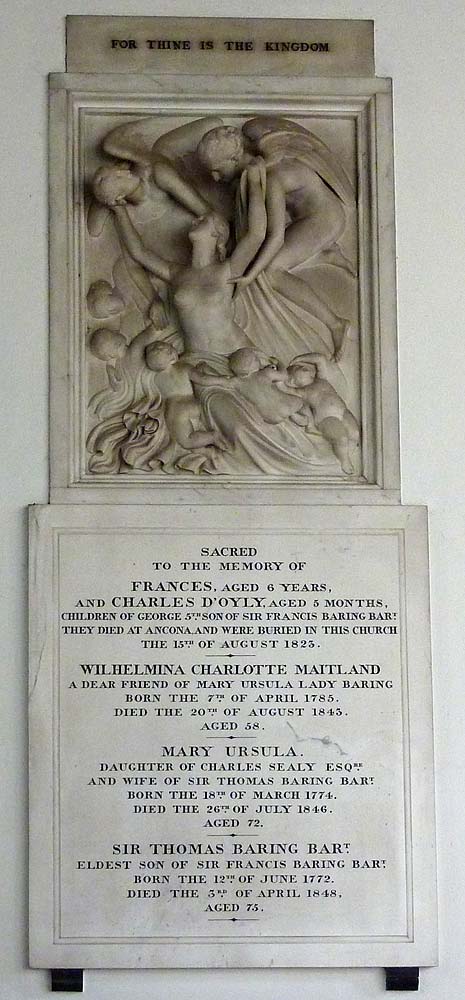 FOR THINE IS THE KINGDOM
SACRED
TO THE MEMORY OF
FRANCES, AGED 6 YEARS,
AND CHARLES D'OYLY, AGED 5 MONTHS,
CHILDREN OF GEORGE 5TH SON OF SIR FRANCIS BARING BART.
THEY DIED AT ANCONA, AND WERE BURIED IN THIS CHURCH
THE 15TH OF AUGUST 1823.
WILHELMINA CHARLOTTE MAITLAND
A DEAR FRIEND OF MARY URSULA LADY BARING
BORN THE 7TH OF APRIL 1785.
DIED THE 20TH OF AUGUST 1843.
AGED 58.
MARY URSULA.
DAUGHTER OF CHARLES SEALY ESQRE
AND WIFE OF SIR THOMAS BARING BART.
BORN THE 18TH OF MARCH 1774.
DIED THE 26TH OF JULY 1846.
AGED 72.
SIR THOMAS BARING BART.
ELDEST SON OF SIR FRANCIS BARING BART.
BORN THE 12TH OF JUNE 1772.
DIED THE 3RD OF APRIL 1848,
AGED 75.